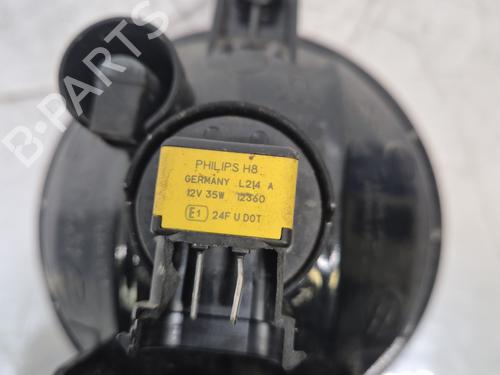 B-PARTS
PHILIPS H8
GERMANY L214 A
12V 35W 12360
E1 24F U DOT